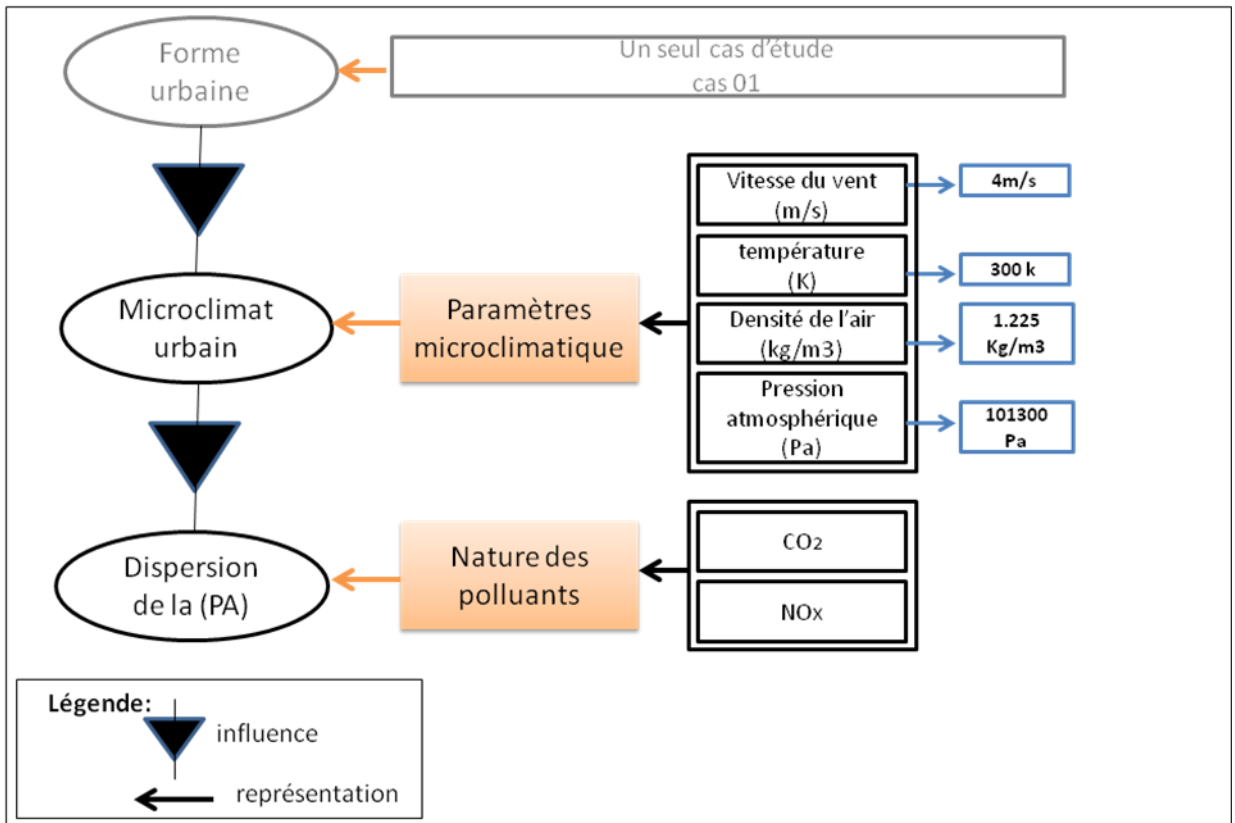 Forme
urbaine
Un seul cas d'étude
cas 01
Vitesse du vent
(m/s)
4m/s
température
(K)
300 k
Microclimat
urbain
Paramètres
microclimatique
Densité de l'air
(kg/m3)
1.225
Kg/m3
Pression
atmosphérique
(Pa)
101300
Pa
Dispersion
de la (PA)
Nature des
polluants
CO₂
NOx
Légende:
influence
représentation